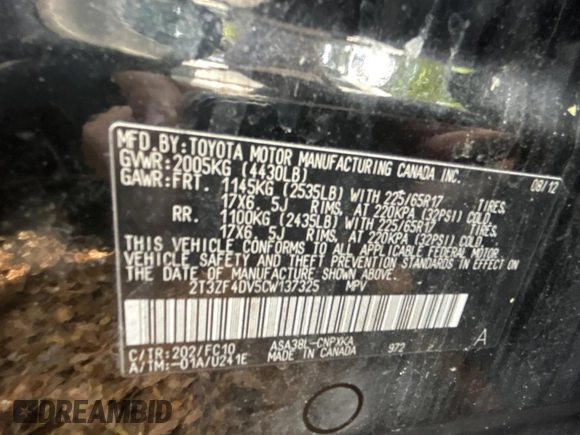 MFD.BY:TOYOTA MOTOR MANUFACTURING CANADA INC. 08/12
GVWR:2005KG (4430LB)
GAWR:FRT. 1145KG (2535LB) WITH 225/65R17 TIRES
17X6.5J RIMS, AT 220KPA (32PSI) COLD
RR. 1100KG (2435LB) WITH 225/65R17 TIRES
17X6.5J RIMS, AT 220KPA (32PSI) COLD
THIS VEHICLE CONFORMS TO ALL APPLICABLE FEDERAL MOTOR
VEHICLE SAFETY AND THEFT PREVENTION STANDARDS IN EFFECT ON
THE DATE OF MANUFACTURE SHOWN ABOVE.
2T3ZF4DV5CW137325 MPV
C/TR:202/FC10 ASA38L-CNPXKA 972 A
A/TM:-01A/U241E MADE IN CANADA
DREAMBID